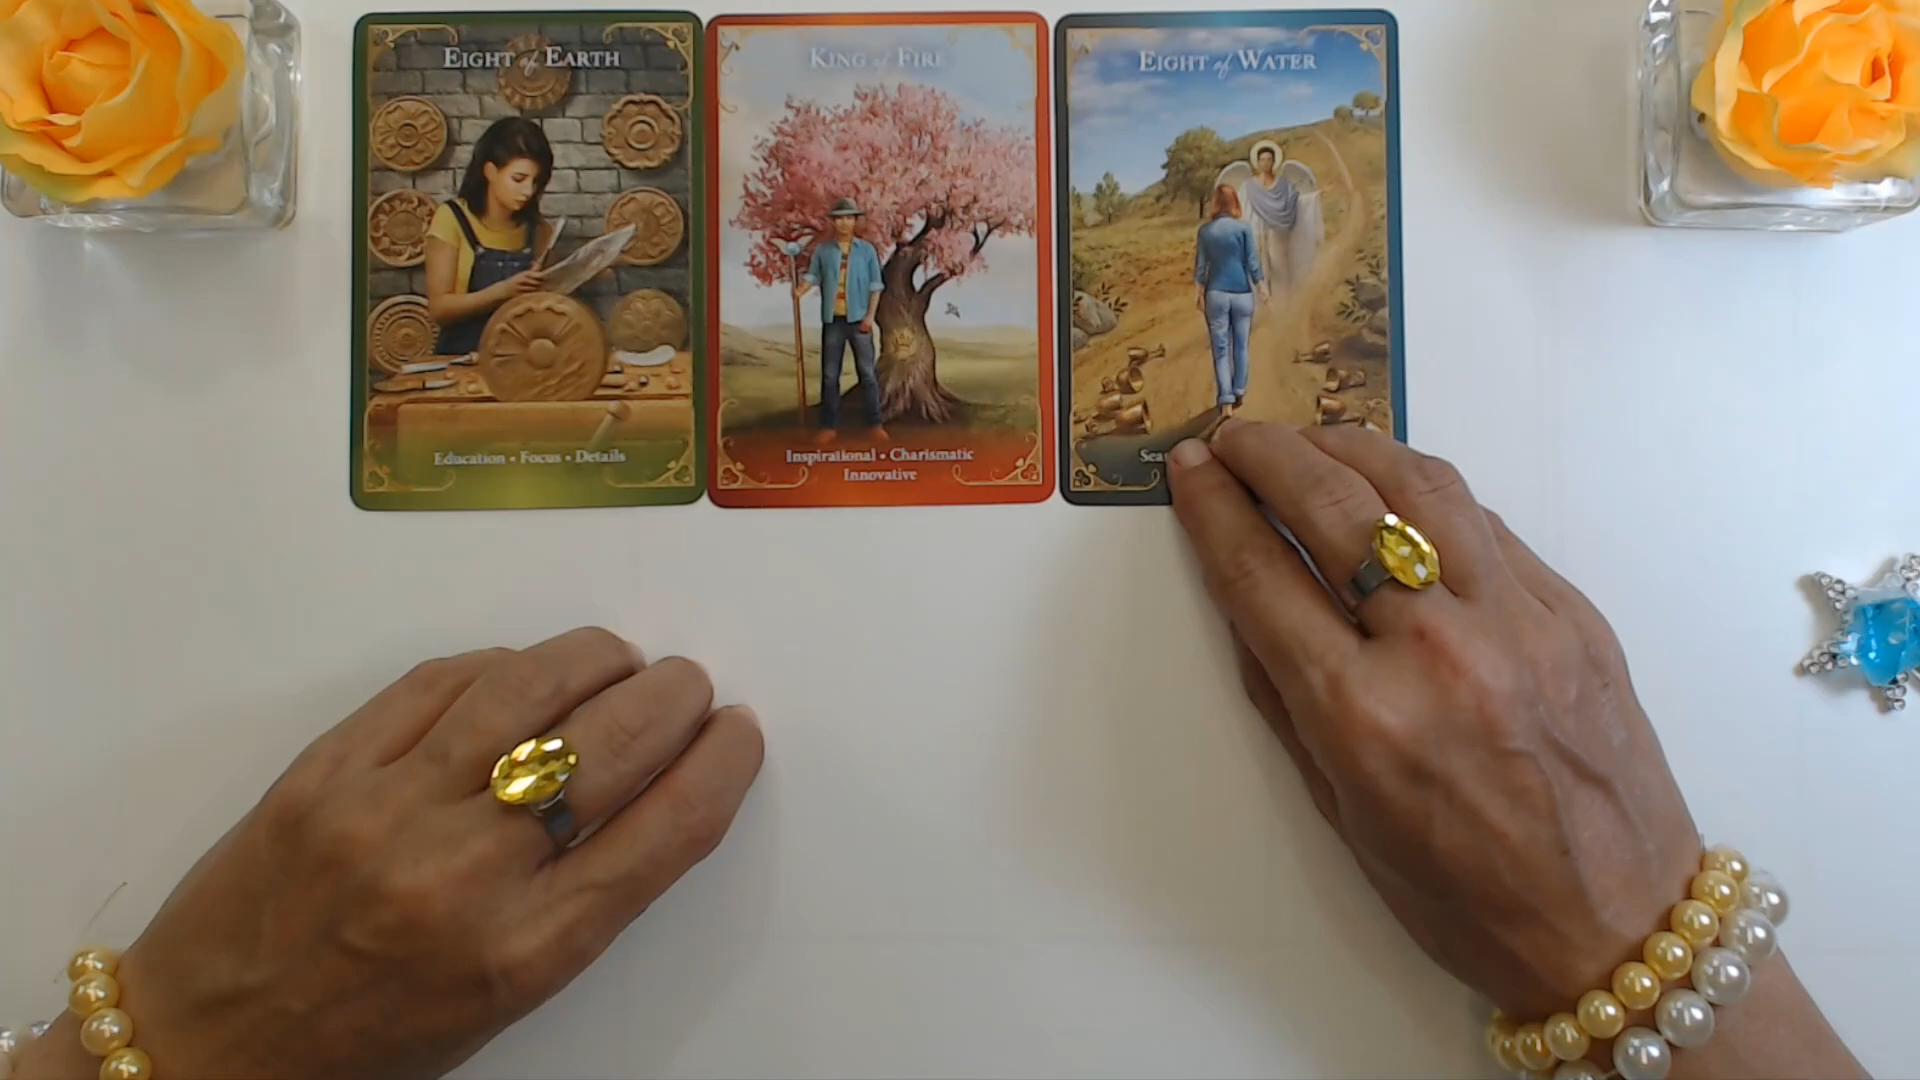 EIGHT of EARTH
KING of FIRE
EIGHT of WATER
Education • Focus • Details
Inspirational • Charismatic
Innovative